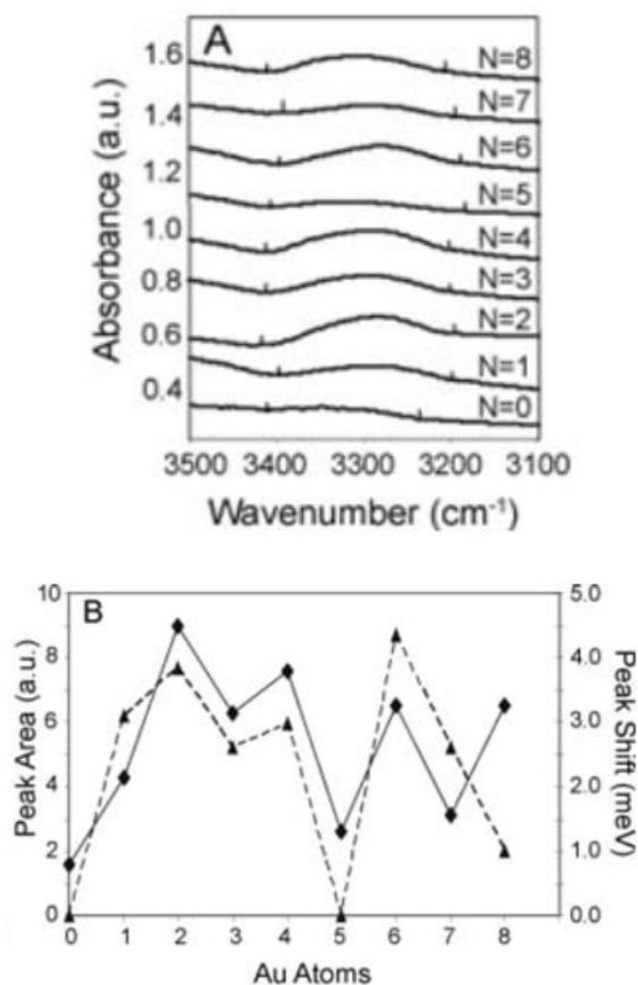 A
1.6
N=8
1.4
N=7
N=6
1.2
N=5
1.0
N=4
0.8
N=3
0.6
N=2
N=1
0.4
N=0
Absorbance (a.u.)
3500 3400 3300 3200 3100
Wavenumber (cm⁻¹)
B
10 5.0
8 4.0
6 3.0
4 2.0
2 1.0
0 0.0
Peak Area (a.u.)
Peak Shift (meV)
0 1 2 3 4 5 6 7 8
Au Atoms